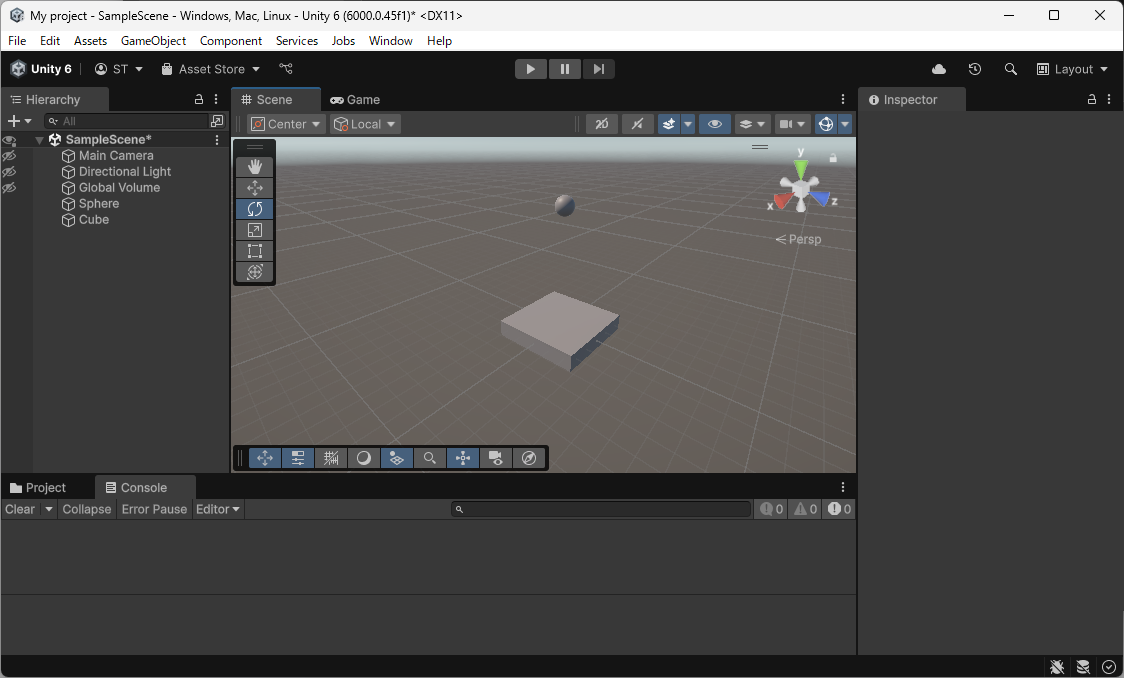 My project - SampleScene - Windows, Mac, Linux - Unity 6 (6000.0.45f1)* <DX11>
File Edit Assets GameObject Component Services Jobs Window Help
Unity 6 ST Asset Store Layout
Hierarchy Scene Game Inspector
All Center Local 2D
SampleScene*
Main Camera
Directional Light
Global Volume
Sphere
Cube
y
x z
Persp
Project Console
Clear Collapse Error Pause Editor 0 0 0